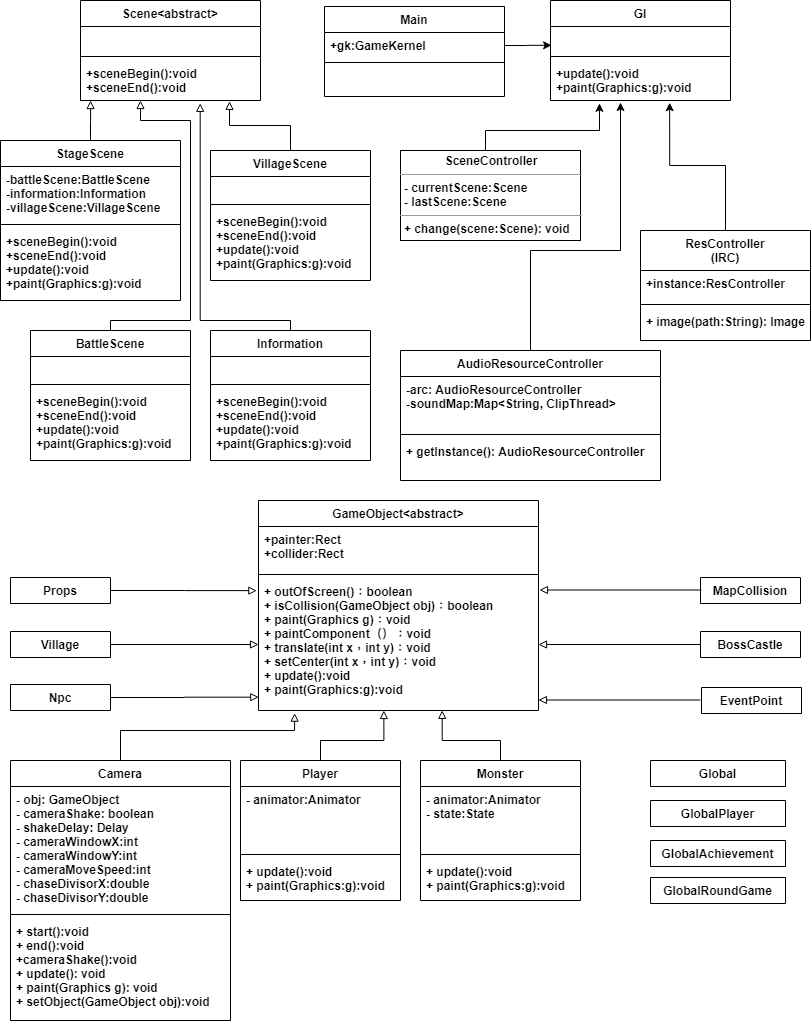 Scene<abstract>
+sceneBegin():void
+sceneEnd():void
Main
+gk:GameKernel
GI
+update():void
+paint(Graphics:g):void
StageScene
-battleScene:BattleScene
-information:Information
-villageScene:VillageScene
+sceneBegin():void
+sceneEnd():void
+update():void
+paint(Graphics:g):void
VillageScene
+sceneBegin():void
+sceneEnd():void
+update():void
+paint(Graphics:g):void
SceneController
- currentScene:Scene
- lastScene:Scene
+ change(scene:Scene): void
ResController
(IRC)
+instance:ResController
+ image(path:String): Image
BattleScene
+sceneBegin():void
+sceneEnd():void
+update():void
+paint(Graphics:g):void
Information
+sceneBegin():void
+sceneEnd():void
+update():void
+paint(Graphics:g):void
AudioResourceController
-arc: AudioResourceController
-soundMap:Map<String, ClipThread>
+ getInstance(): AudioResourceController
GameObject<abstract>
+painter:Rect
+collider:Rect
+ outOfScreen()：boolean
+ isCollision(GameObject obj)：boolean
+ paint(Graphics g)：void
+ paintComponent（）：void
+ translate(int x，int y)：void
+ setCenter(int x，int y)：void
+ update():void
+ paint(Graphics:g):void
Props
Village
Npc
MapCollision
BossCastle
EventPoint
Camera
- obj: GameObject
- cameraShake: boolean
- shakeDelay: Delay
- cameraWindowX:int
- cameraWindowY:int
- cameraMoveSpeed:int
- chaseDivisorX:double
- chaseDivisorY:double
+ start():void
+ end():void
+cameraShake():void
+ update(): void
+ paint(Graphics g): void
+ setObject(GameObject obj):void
Player
- animator:Animator
+ update():void
+ paint(Graphics:g):void
Monster
- animator:Animator
- state:State
+ update():void
+ paint(Graphics:g):void
Global
GlobalPlayer
GlobalAchievement
GlobalRoundGame